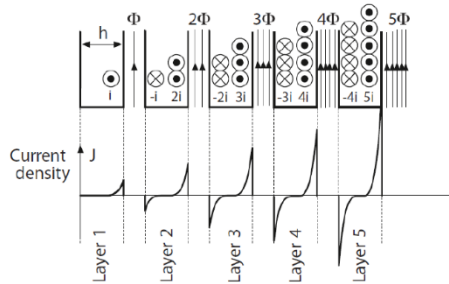 h Φ 2Φ 3Φ 4Φ 5Φ
i -i 2i -2i 3i -3i 4i -4i 5i
Current
density
J
Layer 1
Layer 2
Layer 3
Layer 4
Layer 5